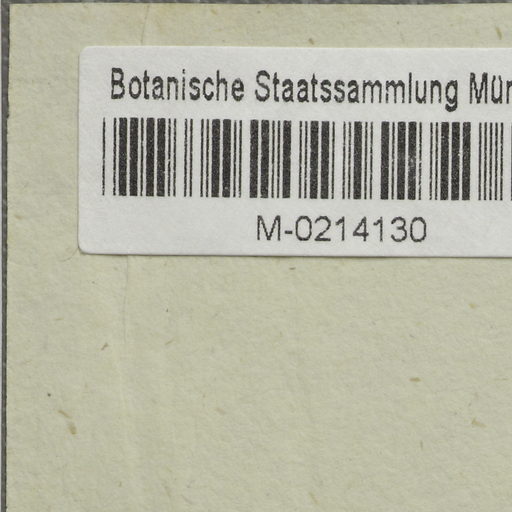 Botanische Staatssammlung Mün
M-0214130